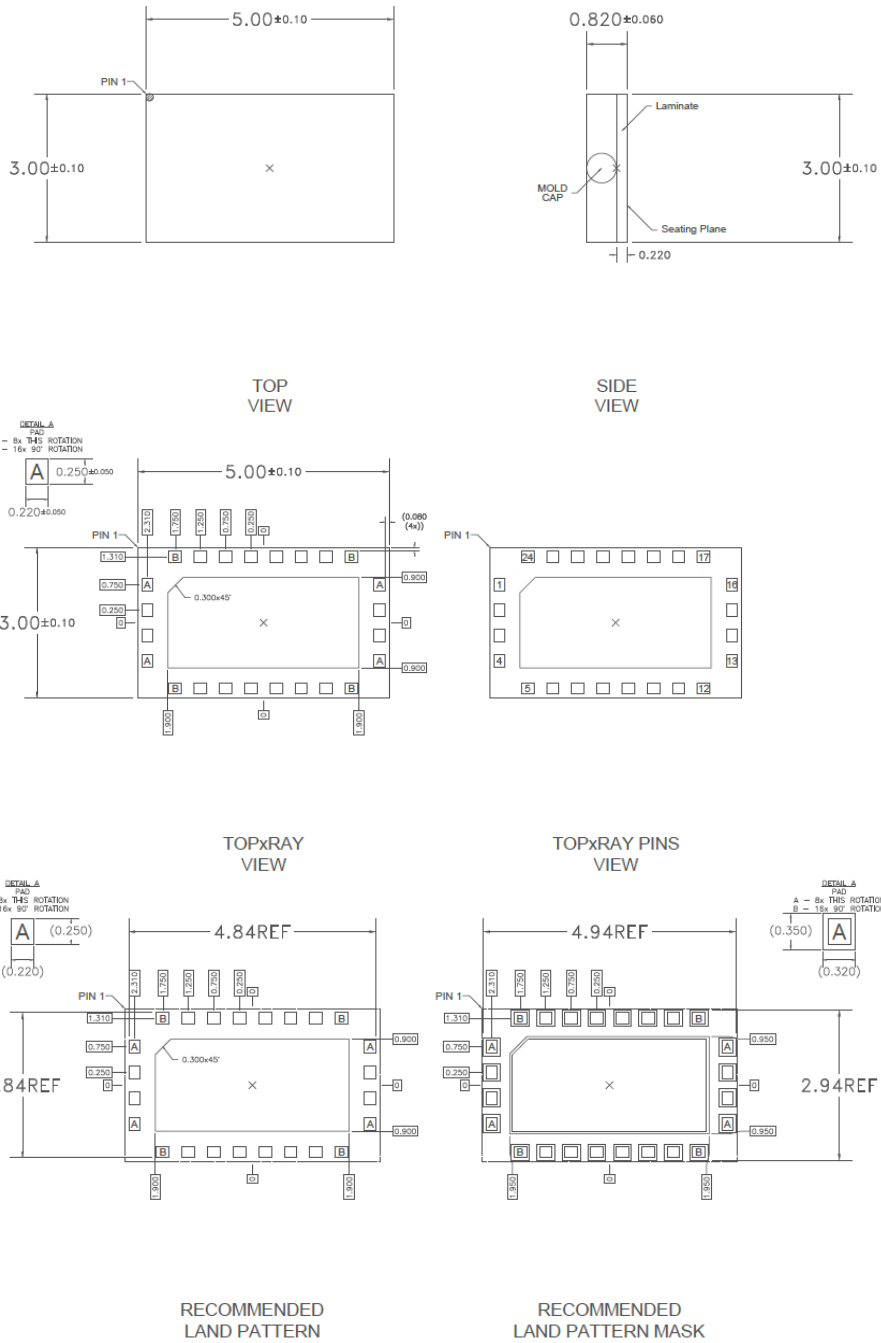 5.00±0.10
0.820±0.060
PIN 1
Laminate
3.00±0.10
3.00±0.10
MOLD
CAP
Seating Plane
0.220
TOP
VIEW
SIDE
VIEW
DETAIL A
PAD
– 8x THIS ROTATION
– 16x 90° ROTATION
A
0.250±0.050
0.220±0.050
5.00±0.10
2.310
1.750
1.250
0.750
0.250
0
(0.080
(4x))
PIN 1
PIN 1
1.310
B
B
24
17
0.900
0.750
A
A
1
16
0.300x45°
0.250
3.00±0.10
0
0
A
A
4
13
0.900
B
B
5
12
1.900
0
1.900
TOPxRAY
VIEW
TOPxRAY PINS
VIEW
DETAIL A
PAD
8x THIS ROTATION
16x 90° ROTATION
A
(0.250)
(0.220)
4.84REF
4.94REF
DETAIL A
PAD
A – 8x THIS ROTATION
B – 16x 90° ROTATION
(0.350)
A
(0.320)
2.310
1.750
1.250
0.750
0.250
0
2.310
1.750
1.250
0.750
0.250
0
PIN 1
PIN 1
1.310
B
B
1.310
B
B
0.900
0.950
0.750
A
A
0.750
A
A
0.300x45°
0.250
0.250
.84REF
0
0
0
0
2.94REF
A
A
A
A
0.900
0.950
B
B
B
B
1.900
0
1.900
1.950
0
1.950
RECOMMENDED
LAND PATTERN
RECOMMENDED
LAND PATTERN MASK